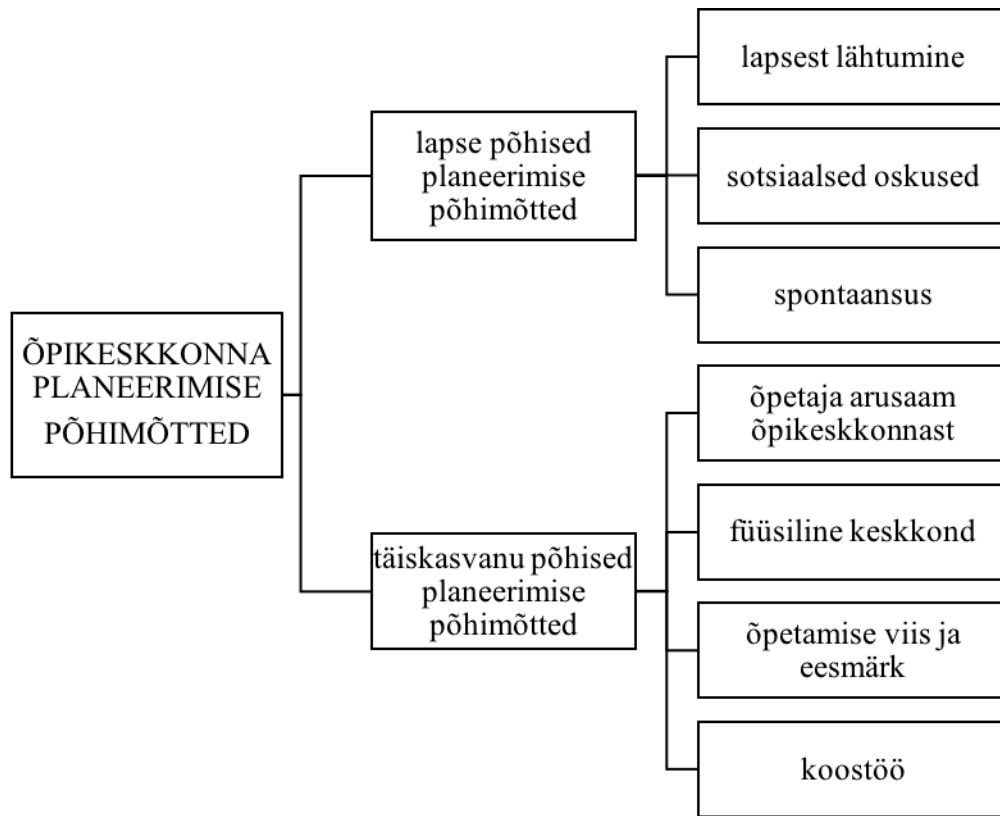 ÕPIKESKKONNA
PLANEERIMISE
PÕHIMÕTTED
lapse põhised
planeerimise
põhimõtted
lapsest lähtumine
sotsiaalsed oskused
spontaansus
täiskasvanu põhised
planeerimise
põhimõtted
õpetaja arusaam
õpikeskkonnast
füüsiline keskkond
õpetamise viis ja
eesmärk
koostöö